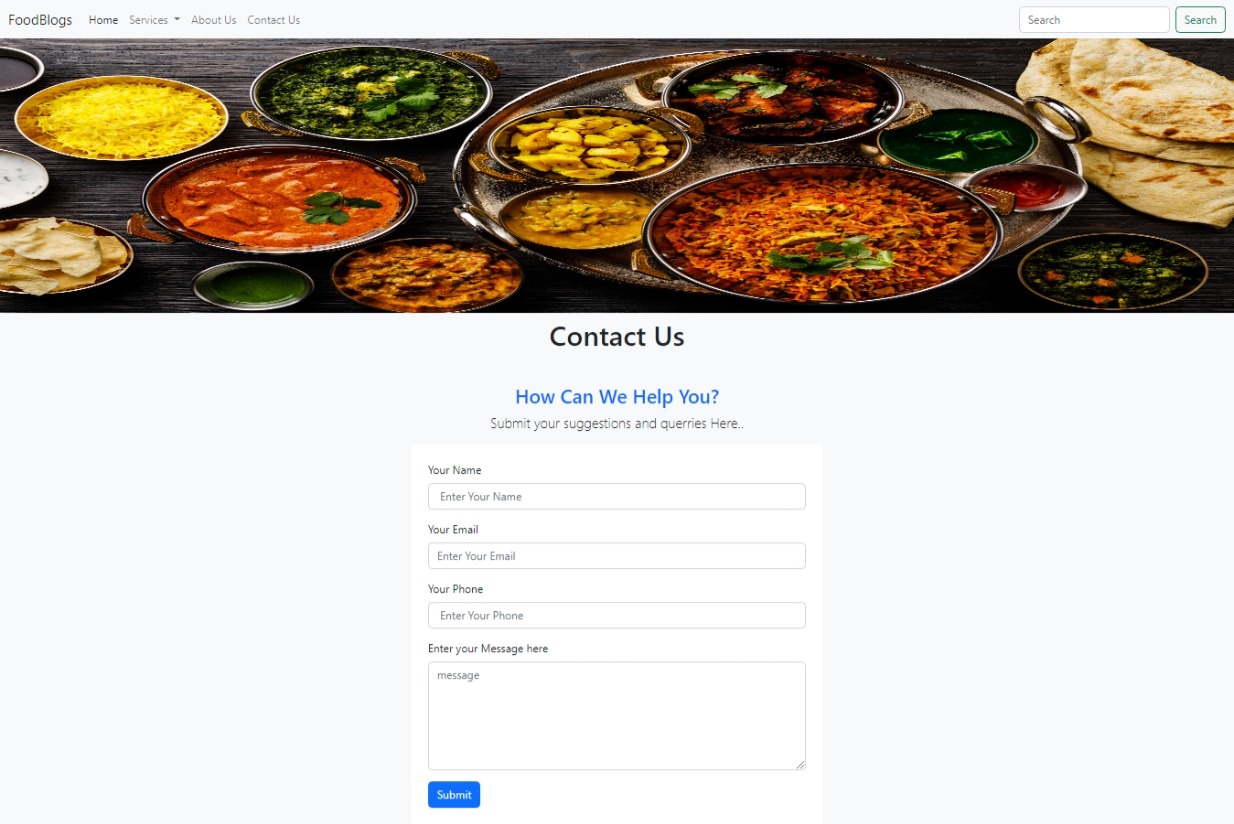 FoodBlogs Home Services About Us Contact Us Search Search
Contact Us
How Can We Help You?
Submit your suggestions and querries Here..
Your Name
Enter Your Name
Your Email
Enter Your Email
Your Phone
Enter Your Phone
Enter your Message here
message
Submit